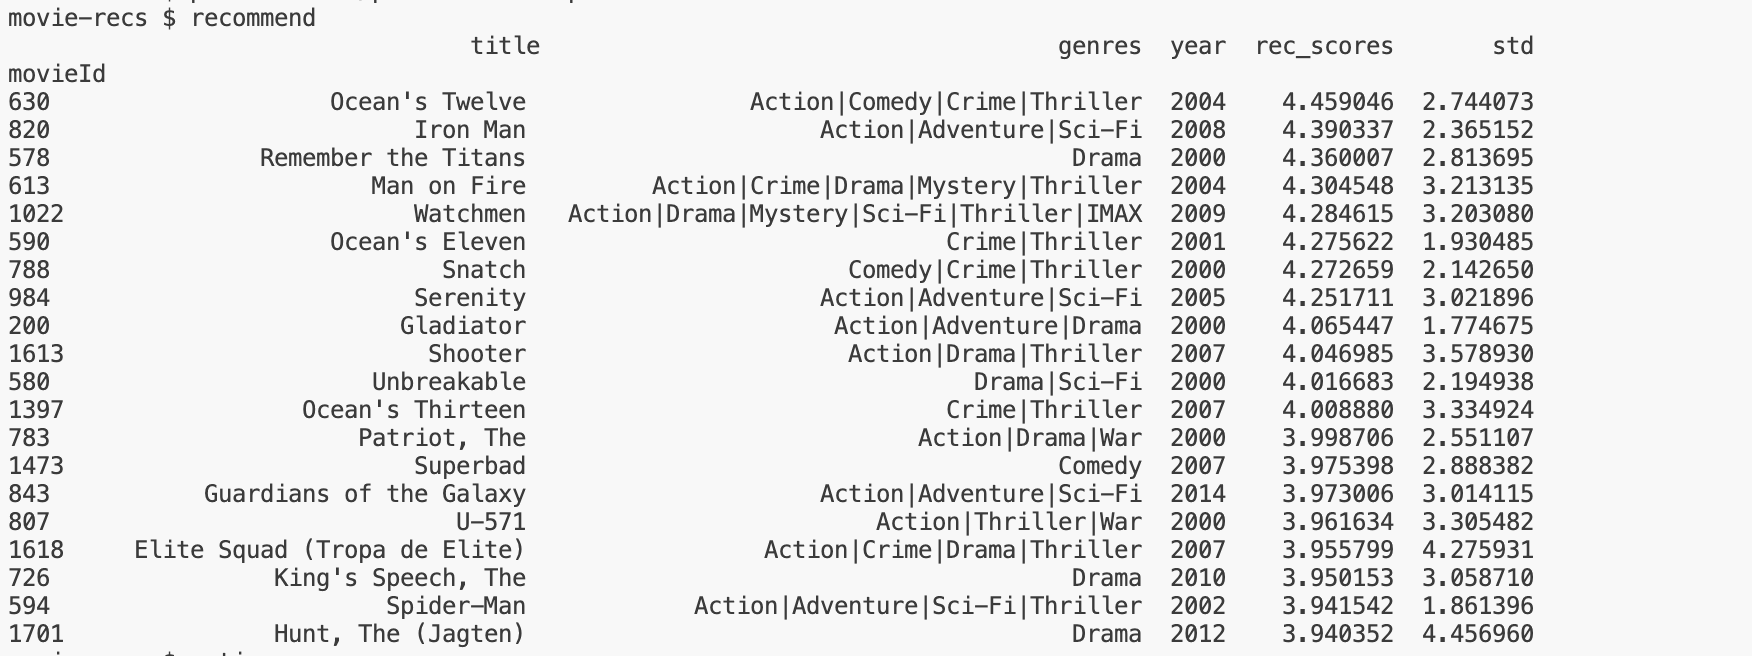 movie-recs $ recommend
title genres year rec_scores std
movieId
630 Ocean's Twelve Action|Comedy|Crime|Thriller 2004 4.459046 2.744073
820 Iron Man Action|Adventure|Sci-Fi 2008 4.390337 2.365152
578 Remember the Titans Drama 2000 4.360007 2.813695
613 Man on Fire Action|Crime|Drama|Mystery|Thriller 2004 4.304548 3.213135
1022 Watchmen Action|Drama|Mystery|Sci-Fi|Thriller|IMAX 2009 4.284615 3.203080
590 Ocean's Eleven Crime|Thriller 2001 4.275622 1.930485
788 Snatch Comedy|Crime|Thriller 2000 4.272659 2.142650
984 Serenity Action|Adventure|Sci-Fi 2005 4.251711 3.021896
200 Gladiator Action|Adventure|Drama 2000 4.065447 1.774675
1613 Shooter Action|Drama|Thriller 2007 4.046985 3.578930
580 Unbreakable Drama|Sci-Fi 2000 4.016683 2.194938
1397 Ocean's Thirteen Crime|Thriller 2007 4.008880 3.334924
783 Patriot, The Action|Drama|War 2000 3.998706 2.551107
1473 Superbad Comedy 2007 3.975398 2.888382
843 Guardians of the Galaxy Action|Adventure|Sci-Fi 2014 3.973006 3.014115
807 U-571 Action|Thriller|War 2000 3.961634 3.305482
1618 Elite Squad (Tropa de Elite) Action|Crime|Drama|Thriller 2007 3.955799 4.275931
726 King's Speech, The Drama 2010 3.950153 3.058710
594 Spider-Man Action|Adventure|Sci-Fi|Thriller 2002 3.941542 1.861396
1701 Hunt, The (Jagten) Drama 2012 3.940352 4.456960